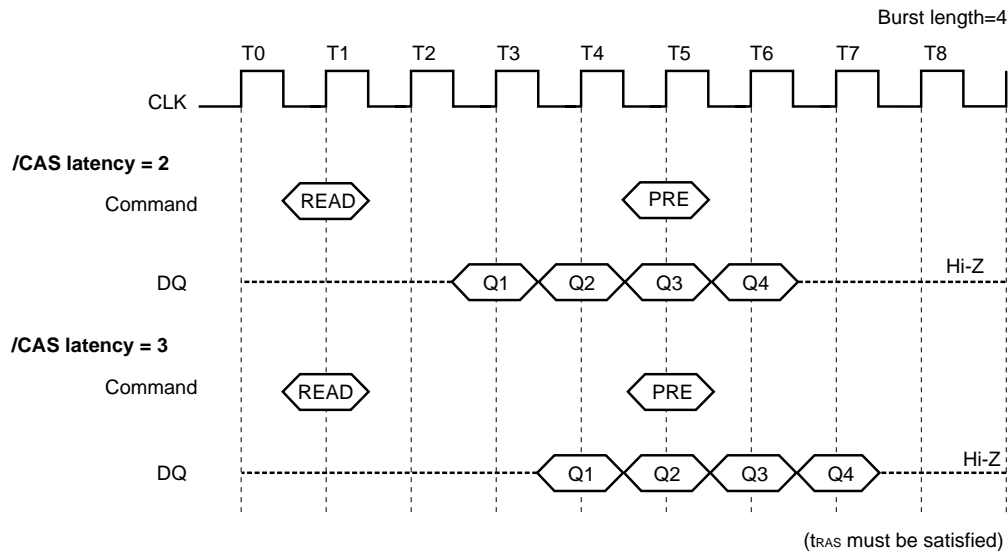 Burst length=4
T0 T1 T2 T3 T4 T5 T6 T7 T8
CLK
/CAS latency = 2
Command READ PRE
DQ Q1 Q2 Q3 Q4 Hi-Z
/CAS latency = 3
Command READ PRE
DQ Q1 Q2 Q3 Q4 Hi-Z
(tRAS must be satisfied)